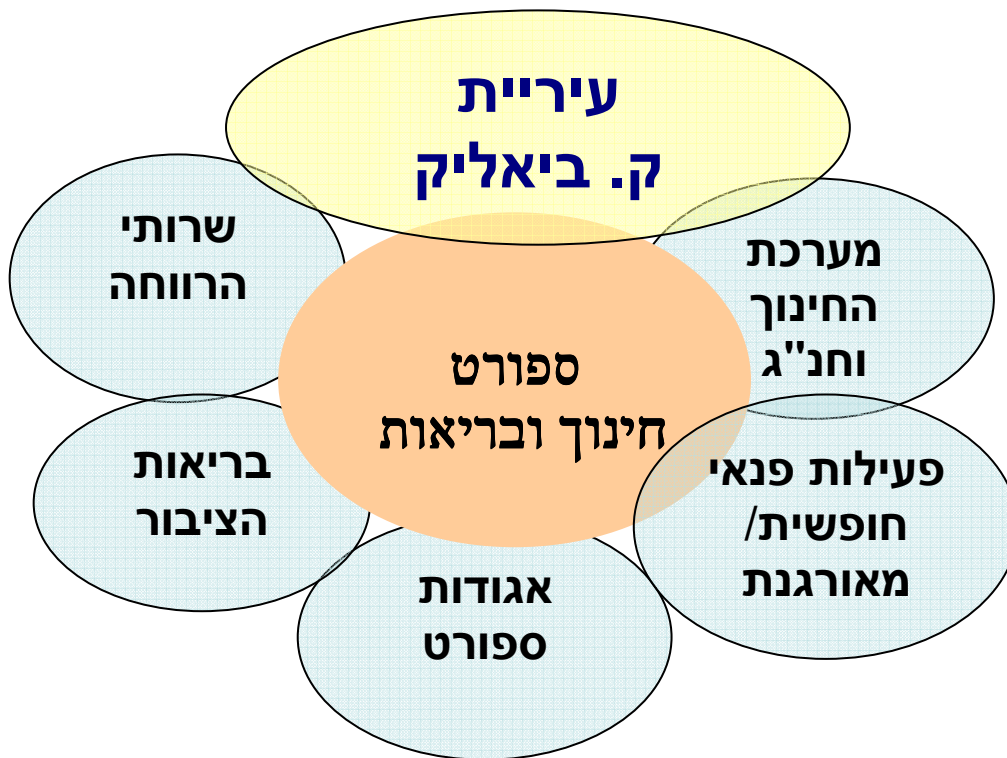 עיריית
ק. ביאליק
שרותי
הרווחה
מערכת
החינוך
וחנ"ג
ספורט
חינוך ובריאות
בריאות
הציבור
פעילות פנאי
חופשית/
מאורגנת
אגודות
ספורט